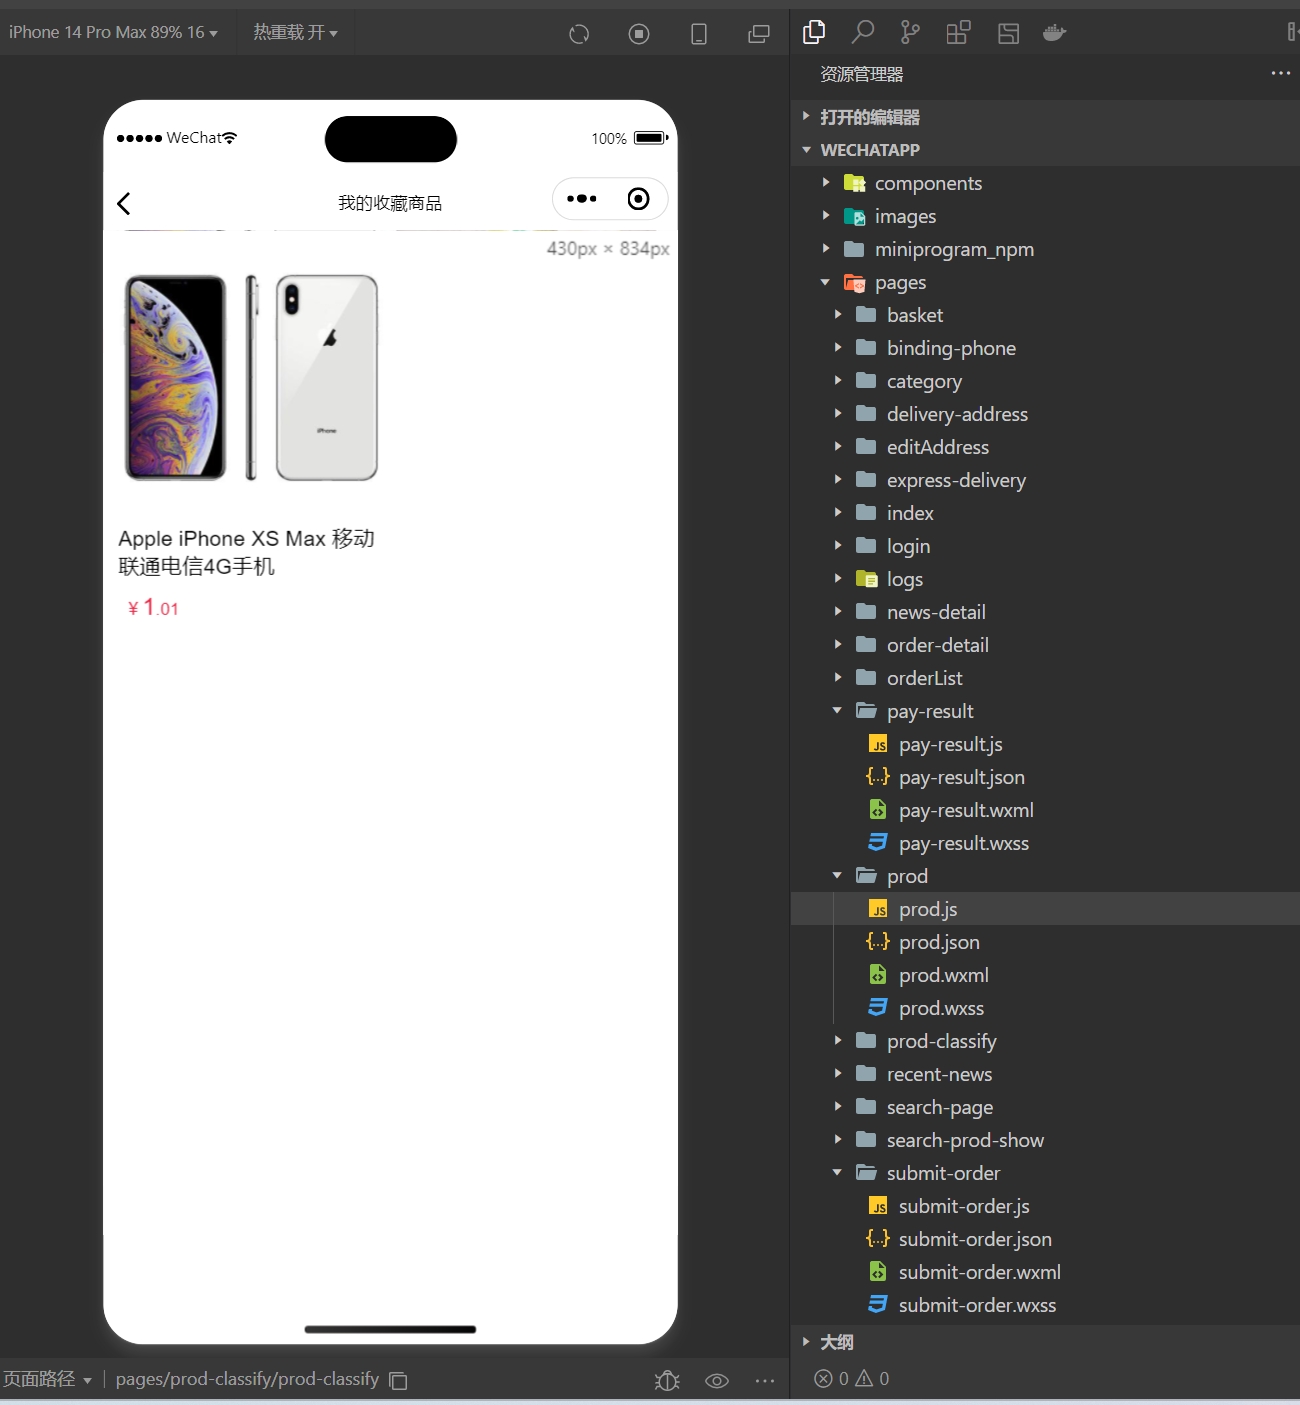 iPhone 14 Pro Max 89% 16
热重载 开
WeChat
100%
我的收藏商品
430px × 834px
iPhone
Apple iPhone XS Max 移动
联通电信4G手机
¥ 1.01
页面路径
pages/prod-classify/prod-classify
资源管理器
打开的编辑器
WECHATAPP
components
images
miniprogram_npm
pages
basket
binding-phone
category
delivery-address
editAddress
express-delivery
index
login
logs
news-detail
order-detail
orderList
pay-result
JS pay-result.js
{...} pay-result.json
pay-result.wxml
pay-result.wxss
prod
JS prod.js
{...} prod.json
prod.wxml
prod.wxss
prod-classify
recent-news
search-page
search-prod-show
submit-order
JS submit-order.js
{...} submit-order.json
submit-order.wxml
submit-order.wxss
大纲
0 0